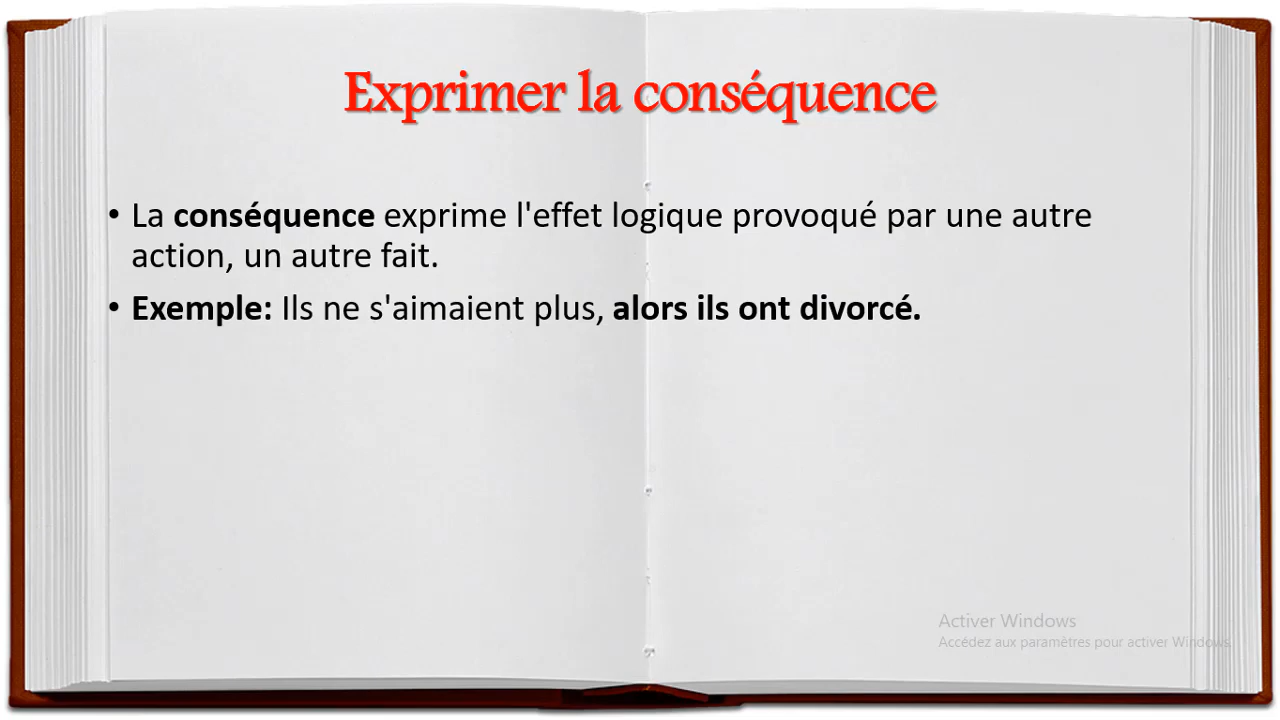 Exprimer la conséquence
• La conséquence exprime l'effet logique provoqué par une autre
action, un autre fait.
• Exemple: Ils ne s'aimaient plus, alors ils ont divorcé.
Activer Windows
Accédez aux paramètres pour activer Windows.